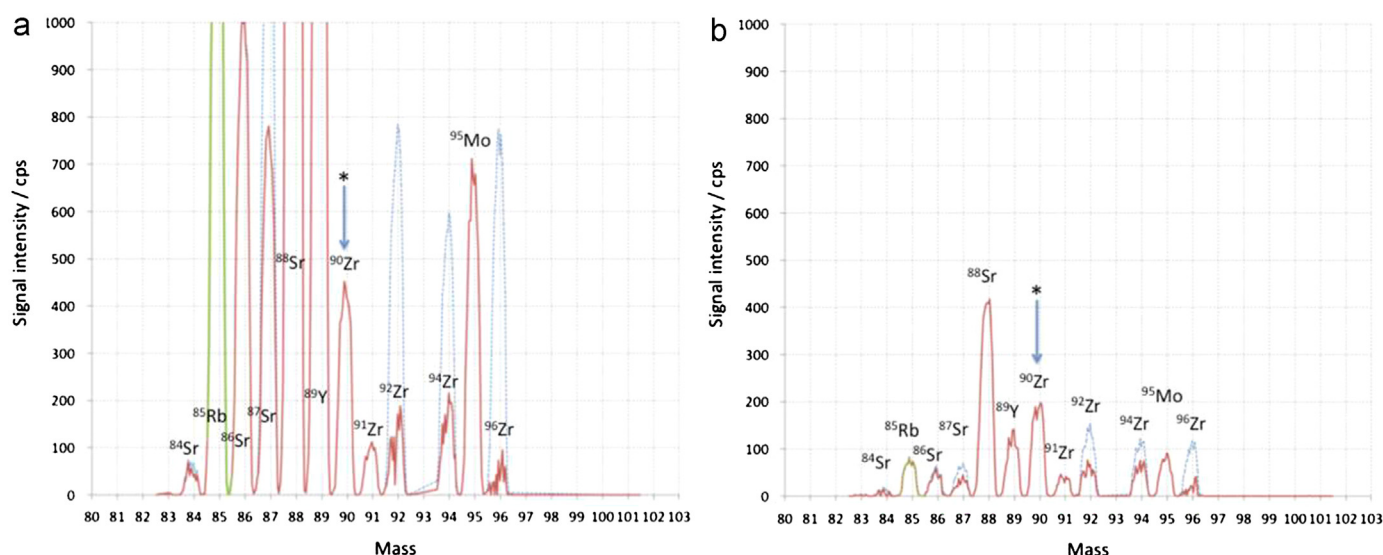 a
1000
900
800
700
600
500
400
300
200
100
0
Signal intensity / cps
⁸⁴Sr
⁸⁵Rb
⁸⁶Sr
⁸⁷Sr
⁸⁸Sr
⁸⁹Y
*
⁹⁰Zr
⁹¹Zr
⁹²Zr
⁹⁴Zr
⁹⁵Mo
⁹⁶Zr
80 81 82 83 84 85 86 87 88 89 90 91 92 93 94 95 96 97 98 99 100 101 102 103
Mass
b
1000
900
800
700
600
500
400
300
200
100
0
Signal intensity / cps
⁸⁴Sr
⁸⁵Rb
⁸⁶Sr
⁸⁷Sr
⁸⁸Sr
⁸⁹Y
*
⁹⁰Zr
⁹¹Zr
⁹²Zr
⁹⁴Zr
⁹⁵Mo
⁹⁶Zr
80 81 82 83 84 85 86 87 88 89 90 91 92 93 94 95 96 97 98 99 100 101 102 103
Mass